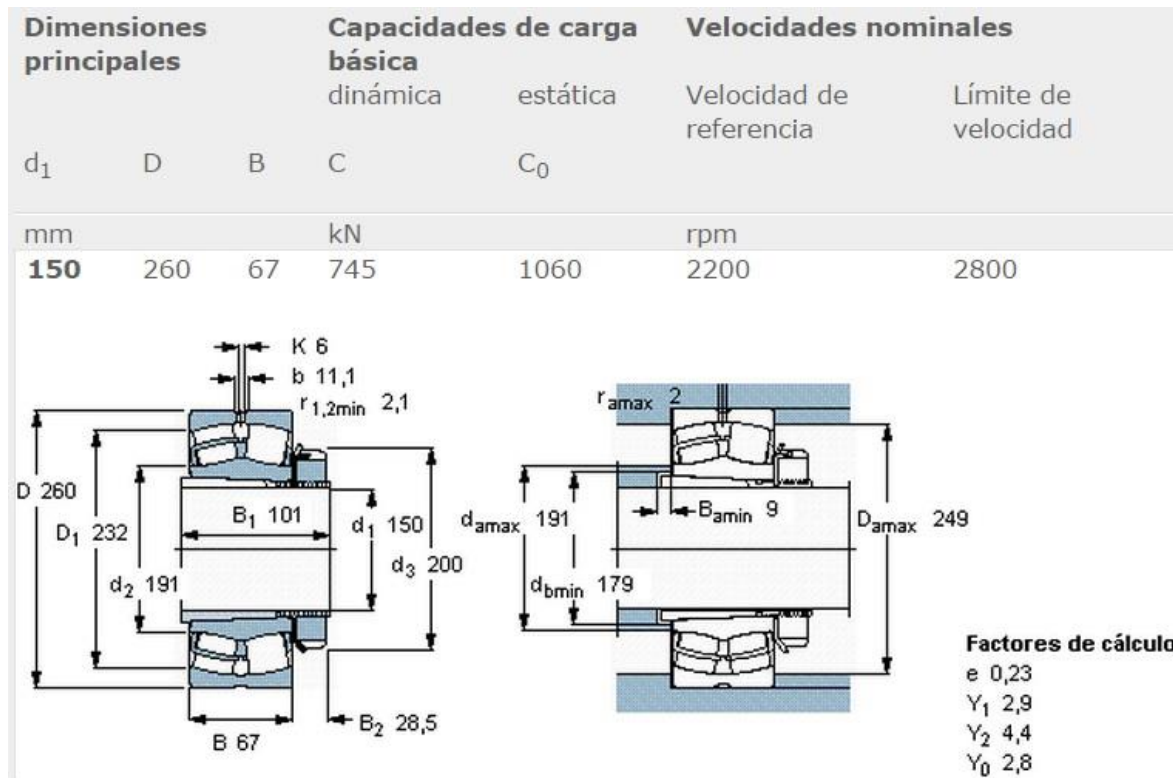 Dimensiones Capacidades de carga Velocidades nominales
principales básica
dinámica estática Velocidad de Límite de
referencia velocidad
d1 D B C C0
mm kN rpm
150 260 67 745 1060 2200 2800
K 6
b 11,1
r1,2min 2,1
ramax 2
D 260
D1 232
B1 101
d1 150
d3 200
d2 191
damax 191
Bamin 9
Damax 249
dbmin 179
B2 28,5
B 67
Factores de cálculo
e 0,23
Y1 2,9
Y2 4,4
Y0 2,8